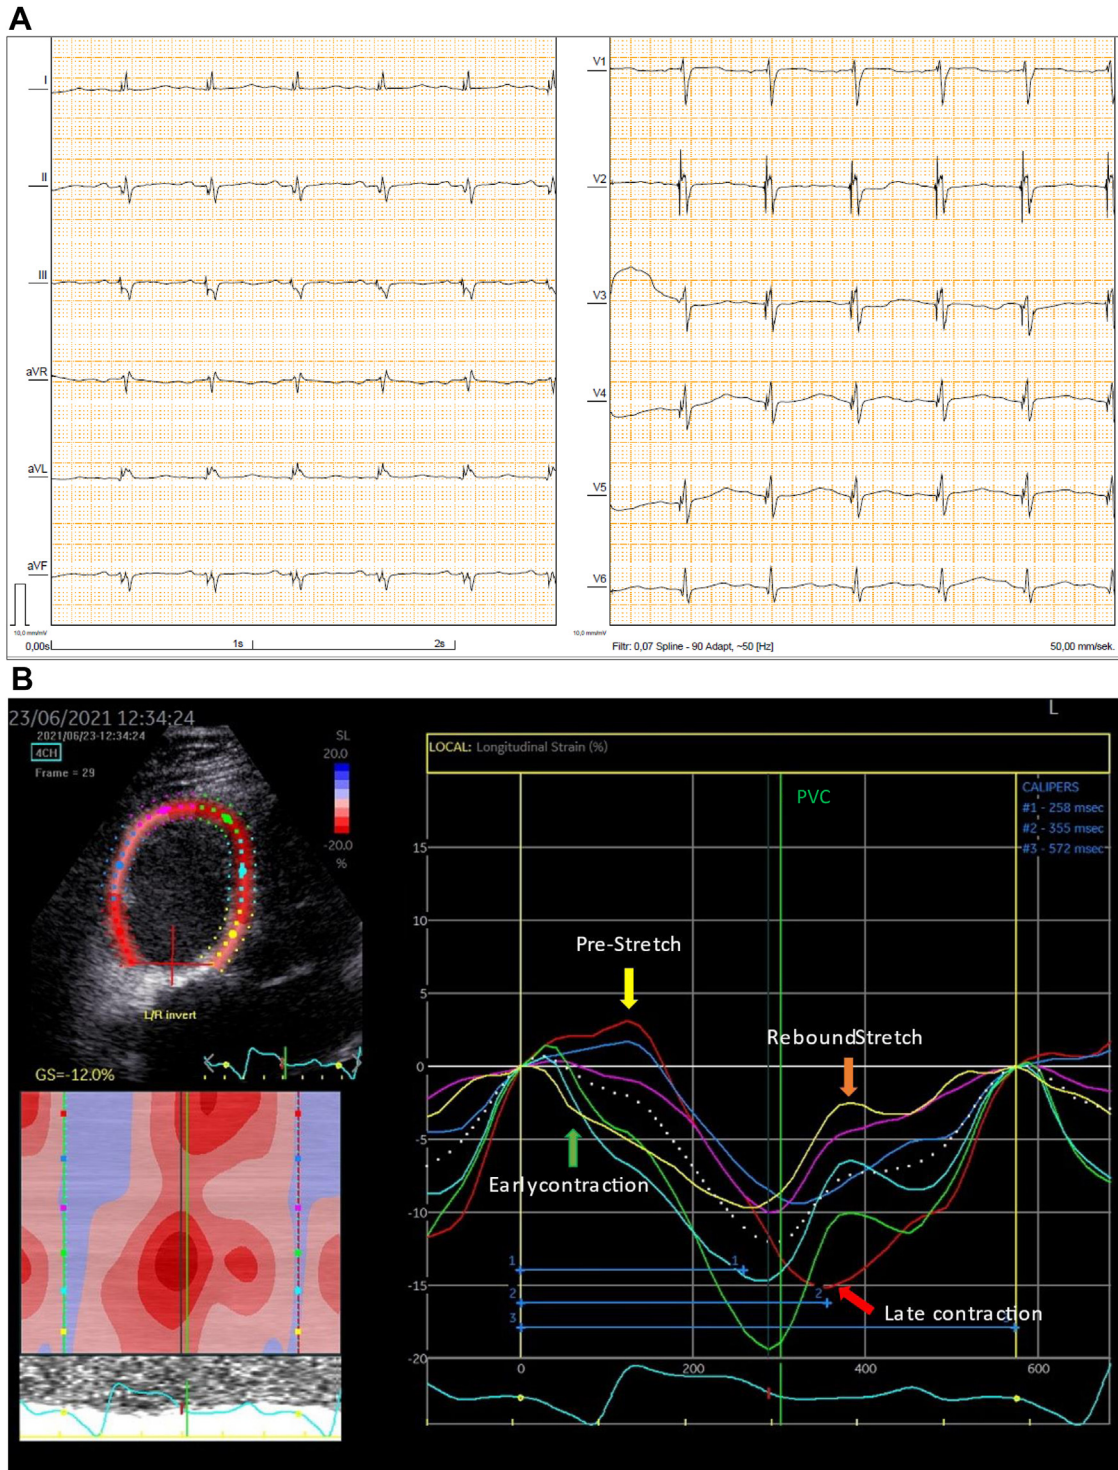 A
I
II
III
aVR
aVL
aVF
10,0 mm/mV
0,00s
1s
2s
V1
V2
V3
V4
V5
V6
10,0 mm/mV
Filtr: 0,07 Spline - 90 Adapt, ~50 [Hz]
50,00 mm/sek.
B
23/06/2021 12:34:24
2021/06/23-12:34:24
4CH
Frame = 29
SL
20.0
-20.0
%
L/R invert
GS=-12.0%
L
LOCAL: Longitudinal Strain (%)
PVC
CALIPERS
#1 - 258 msec
#2 - 355 msec
#3 - 572 msec
15
10
5
0
-5
-10
-15
-20
Pre-Stretch
ReboundStretch
Earlycontraction
Late contraction
1
1
2
2
3
3
0
200
400
600